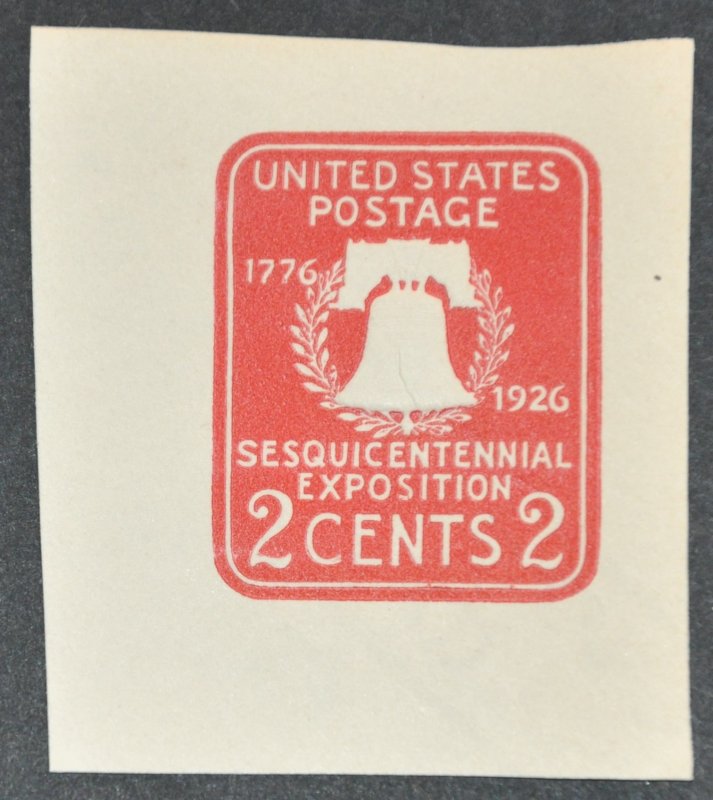 UNITED STATES
POSTAGE
1776
1926
SESQUICENTENNIAL
EXPOSITION
2 CENTS 2